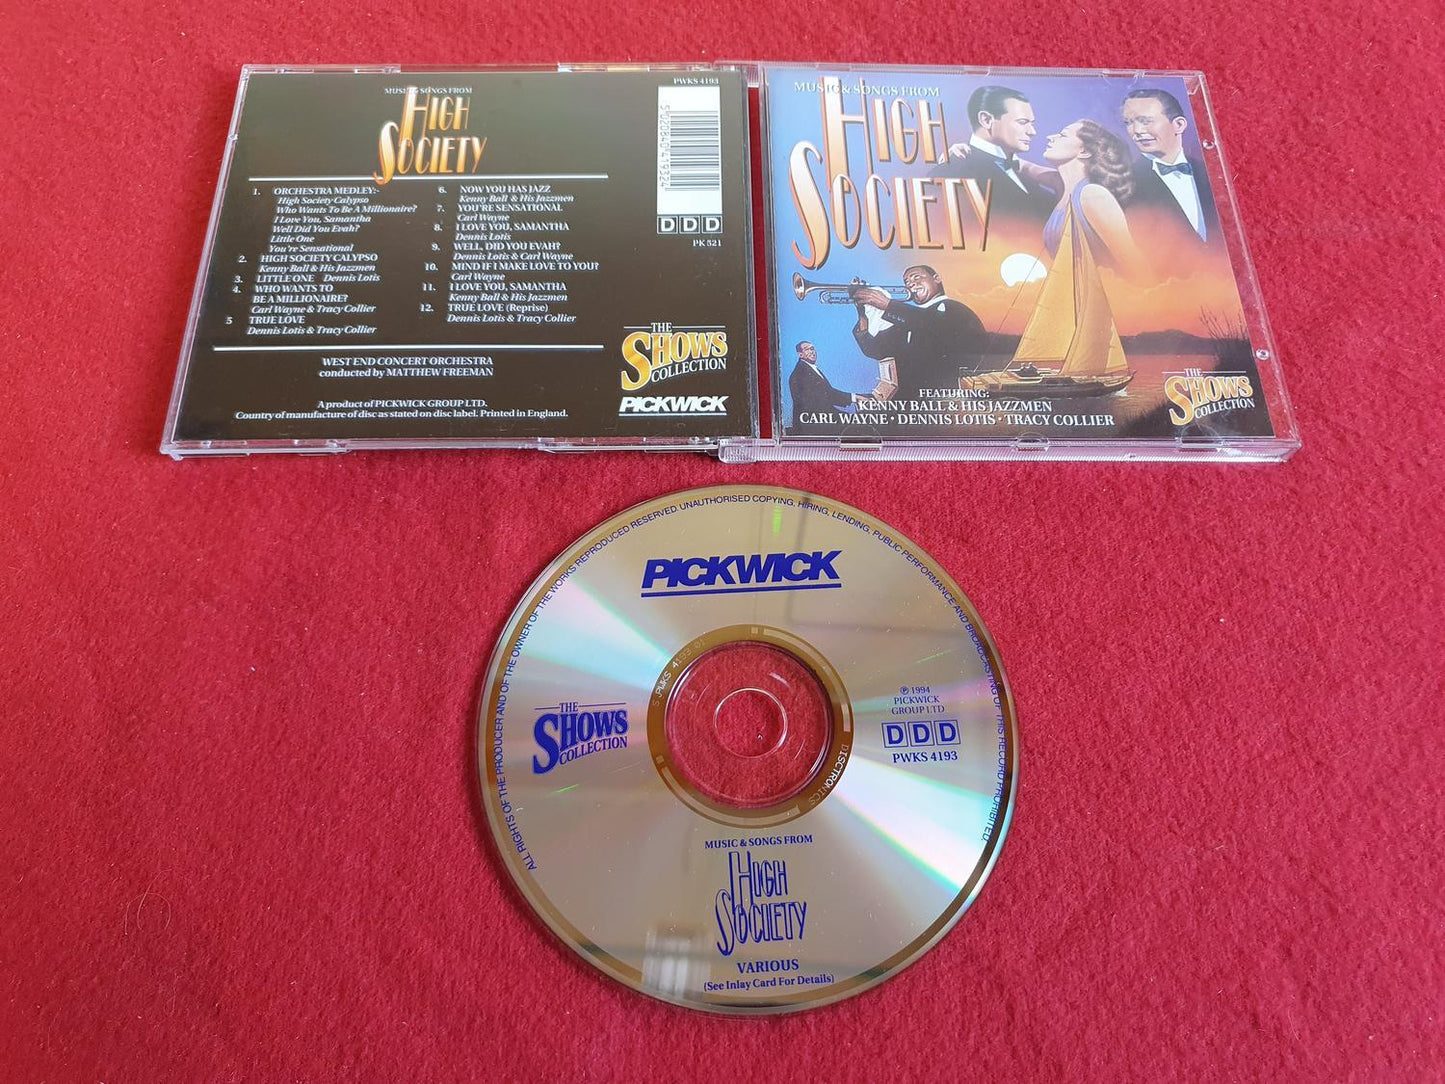 PWKS 4193
MUSIC & SONGS FROM
HIGH
SOCIETY
1. ORCHESTRA MEDLEY:-
High Society Calypso
Who Wants To Be A Millionaire?
I Love You, Samantha
Well Did You Evah?
Little One
You're Sensational
2. HIGH SOCIETY CALYPSO
Kenny Ball & His Jazzmen
3. LITTLE ONE Dennis Lotis
4. WHO WANTS TO
BE A MILLIONAIRE?
Carl Wayne & Tracy Collier
5 TRUE LOVE
Dennis Lotis & Tracy Collier
6. NOW YOU HAS JAZZ
Kenny Ball & His Jazzmen
7. YOU'RE SENSATIONAL
Carl Wayne
8. I LOVE YOU, SAMANTHA
Dennis Lotis
9. WELL, DID YOU EVAH?
Dennis Lotis & Carl Wayne
10. MIND IF I MAKE LOVE TO YOU?
Carl Wayne
11. I LOVE YOU, SAMANTHA
Kenny Ball & His Jazzmen
12. TRUE LOVE (Reprise)
Dennis Lotis & Tracy Collier
5 020840 419324
DDD
PK 521
WEST END CONCERT ORCHESTRA
conducted by MATTHEW FREEMAN
A product of PICKWICK GROUP LTD.
Country of manufacture of disc as stated on disc label. Printed in England.
THE
SHOWS
COLLECTION
PICKWICK
MUSIC & SONGS FROM
HIGH
SOCIETY
FEATURING:
KENNY BALL & HIS JAZZMEN
CARL WAYNE · DENNIS LOTIS · TRACY COLLIER
THE
SHOWS
COLLECTION
ALL RIGHTS OF THE PRODUCER AND OF THE OWNER OF THE WORKS REPRODUCED RESERVED. UNAUTHORISED COPYING, HIRING, LENDING, PUBLIC PERFORMANCE AND BROADCASTING OF THIS RECORD PROHIBITED.
PICKWICK
THE
SHOWS
COLLECTION
PWKS 4193 01
DISCTRONICS
℗ 1994
PICKWICK
GROUP LTD
DDD
PWKS 4193
MUSIC & SONGS FROM
HIGH
SOCIETY
VARIOUS
(See Inlay Card For Details)